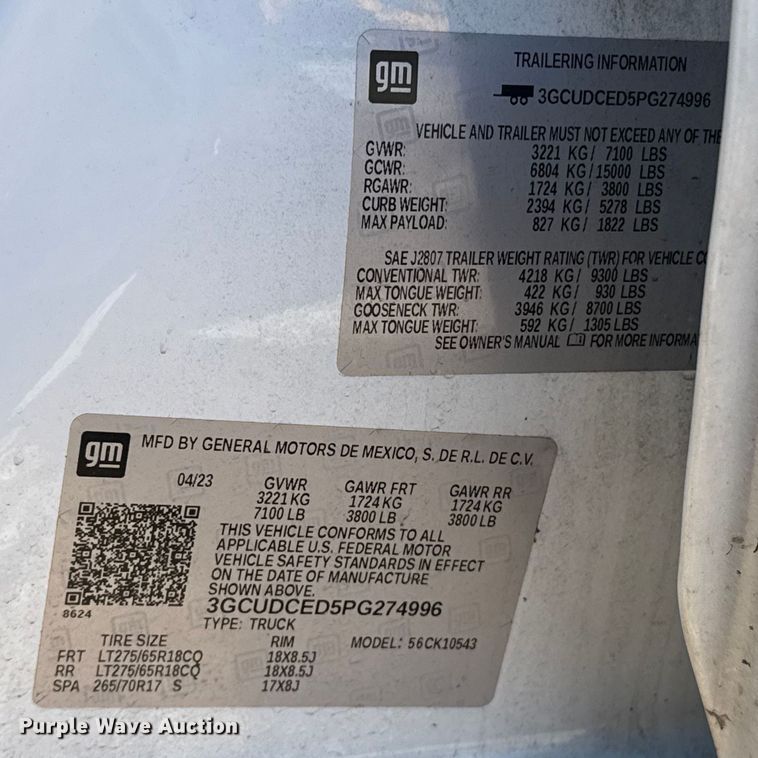 gm
TRAILERING INFORMATION
3GCUDCED5PG274996
VEHICLE AND TRAILER MUST NOT EXCEED ANY OF THE
GVWR: 3221 KG/ 7100 LBS
GCWR: 6804 KG/15000 LBS
RGAWR: 1724 KG/ 3800 LBS
CURB WEIGHT: 2394 KG/ 5278 LBS
MAX PAYLOAD: 827 KG/ 1822 LBS
SAE J2807 TRAILER WEIGHT RATING (TWR) FOR VEHICLE
CONVENTIONAL TWR: 4218 KG/ 9300 LBS
MAX TONGUE WEIGHT: 422 KG/ 930 LBS
GOOSENECK TWR: 3946 KG/ 8700 LBS
MAX TONGUE WEIGHT: 592 KG/ 1305 LBS
SEE OWNER'S MANUAL FOR MORE INFORMA
gm
MFD BY GENERAL MOTORS DE MEXICO, S. DE R.L. DE C.V.
04/23 GVWR GAWR FRT GAWR RR
3221 KG 1724 KG 1724 KG
7100 LB 3800 LB 3800 LB
THIS VEHICLE CONFORMS TO ALL
APPLICABLE U.S. FEDERAL MOTOR
VEHICLE SAFETY STANDARDS IN EFFECT
ON THE DATE OF MANUFACTURE
SHOWN ABOVE.
8624
3GCUDCED5PG274996
TYPE: TRUCK
TIRE SIZE RIM MODEL: 56CK10543
FRT LT275/65R18CQ 18X8.5J
RR LT275/65R18CQ 18X8.5J
SPA 265/70R17 S 17X8J
Purple Wave Auction